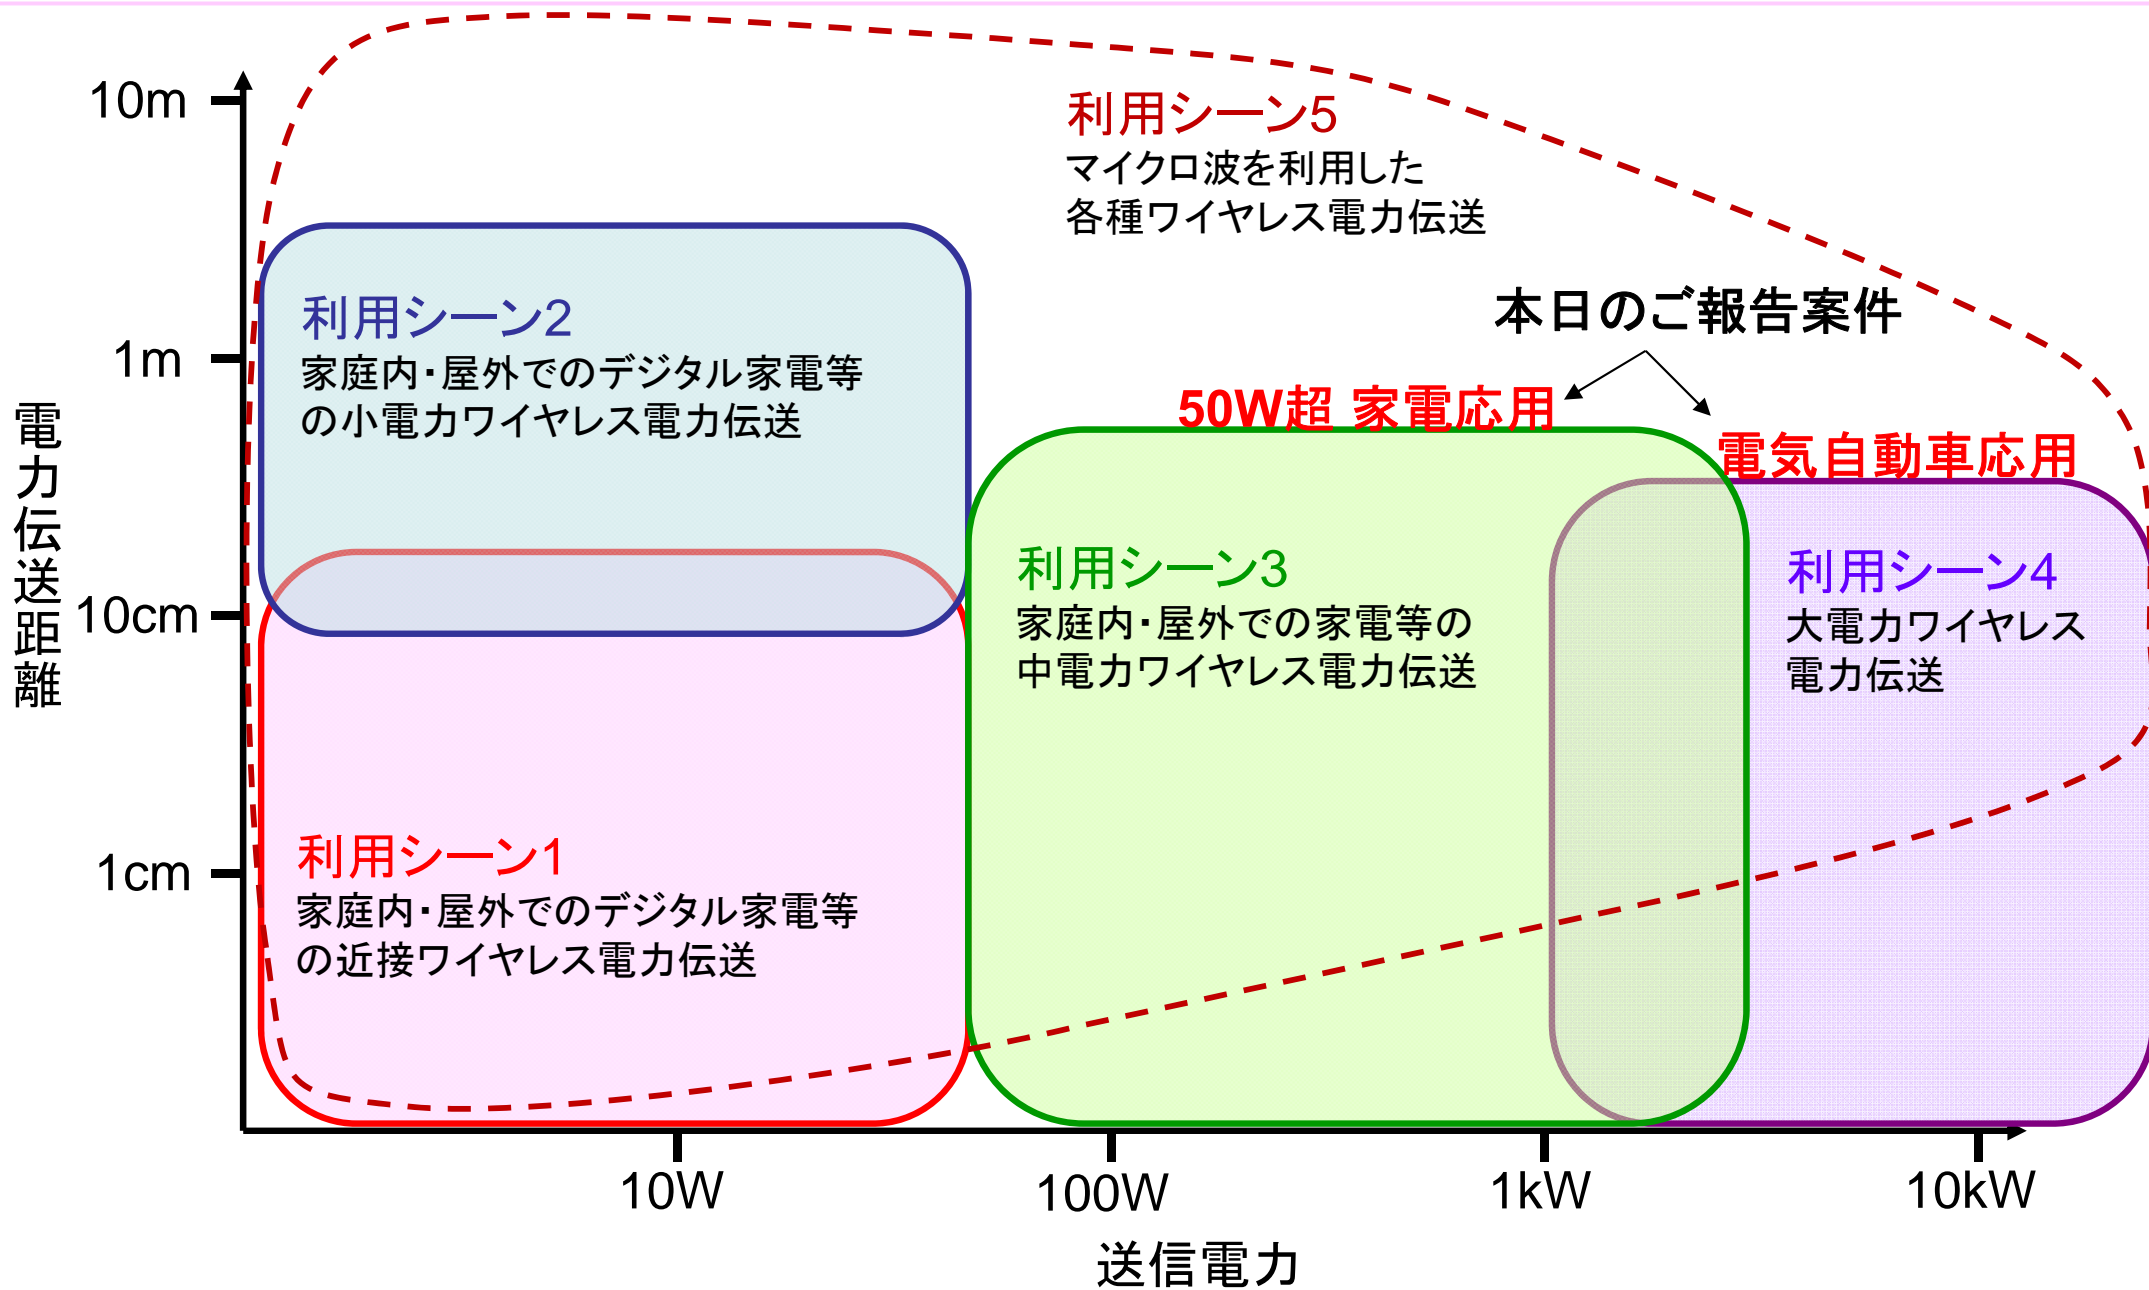 10m
1m
10cm
1cm
電力伝送距離
利用シーン5
マイクロ波を利用した
各種ワイヤレス電力伝送
本日のご報告案件
利用シーン2
家庭内・屋外でのデジタル家電等
の小電力ワイヤレス電力伝送
50W超 家電応用
電気自動車応用
利用シーン3
家庭内・屋外での家電等の
中電力ワイヤレス電力伝送
利用シーン4
大電力ワイヤレス
電力伝送
利用シーン1
家庭内・屋外でのデジタル家電等
の近接ワイヤレス電力伝送
10W
100W
1kW
10kW
送信電力